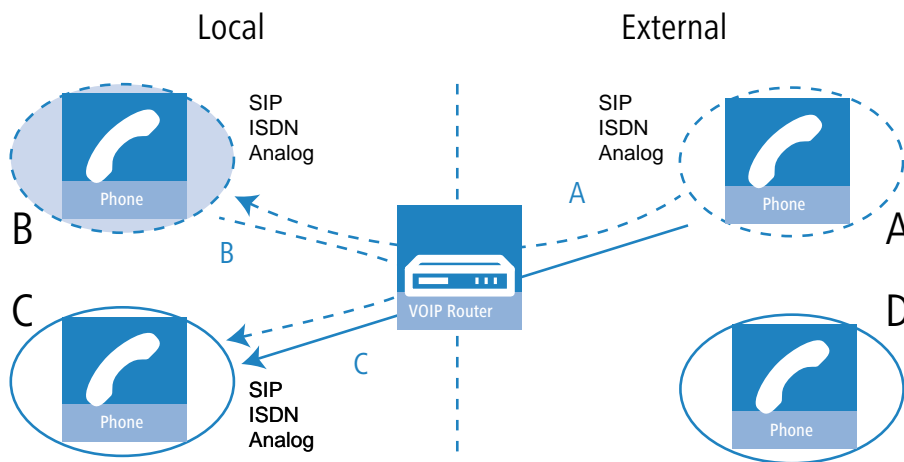 Local
External
SIP
ISDN
Analog
Phone
B
B
SIP
ISDN
Analog
A
Phone
A
VOIP Router
C
Phone
C
SIP
ISDN
Analog
D
Phone